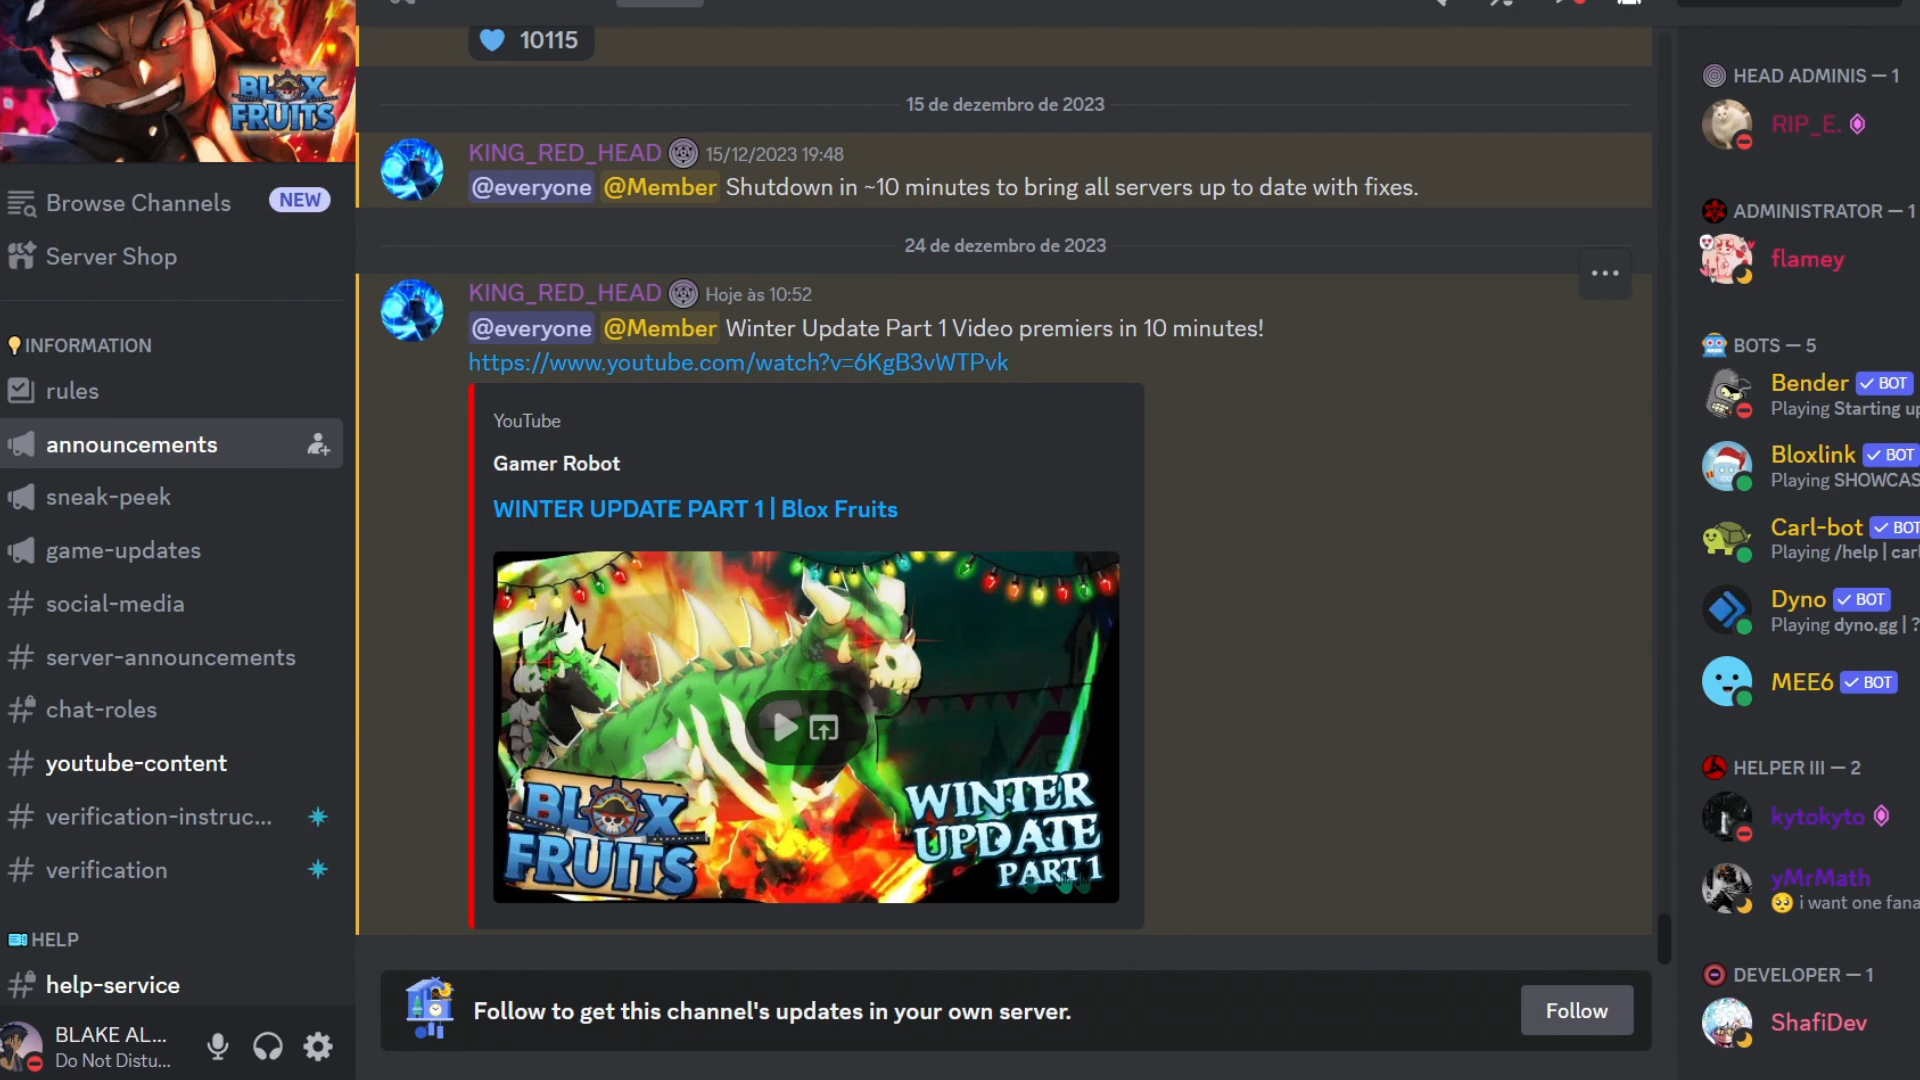 BLOX
FRUITS
Browse Channels
NEW
Server Shop
INFORMATION
rules
announcements
sneak-peek
game-updates
social-media
server-announcements
chat-roles
youtube-content
verification-instruc...
verification
HELP
help-service
BLAKE AL...
Do Not Distu...
10115
15 de dezembro de 2023
KING_RED_HEAD 15/12/2023 19:48
@everyone @Member Shutdown in ~10 minutes to bring all servers up to date with fixes.
24 de dezembro de 2023
KING_RED_HEAD Hoje às 10:52
@everyone @Member Winter Update Part 1 Video premiers in 10 minutes!
https://www.youtube.com/watch?v=6KgB3vWTPvk
YouTube
Gamer Robot
WINTER UPDATE PART 1 | Blox Fruits
BLOX
FRUITS
WINTER
UPDATE
PART 1
Follow to get this channel's updates in your own server.
Follow
HEAD ADMINIS — 1
RIP_E.
ADMINISTRATOR — 1
flamey
BOTS — 5
Bender BOT
Playing Starting up
Bloxlink BOT
Playing SHOWCAS
Carl-bot BOT
Playing /help | carl
Dyno BOT
Playing dyno.gg | ?
MEE6 BOT
HELPER III — 2
kytokyto
yMrMath
i want one fana
DEVELOPER — 1
ShafiDev